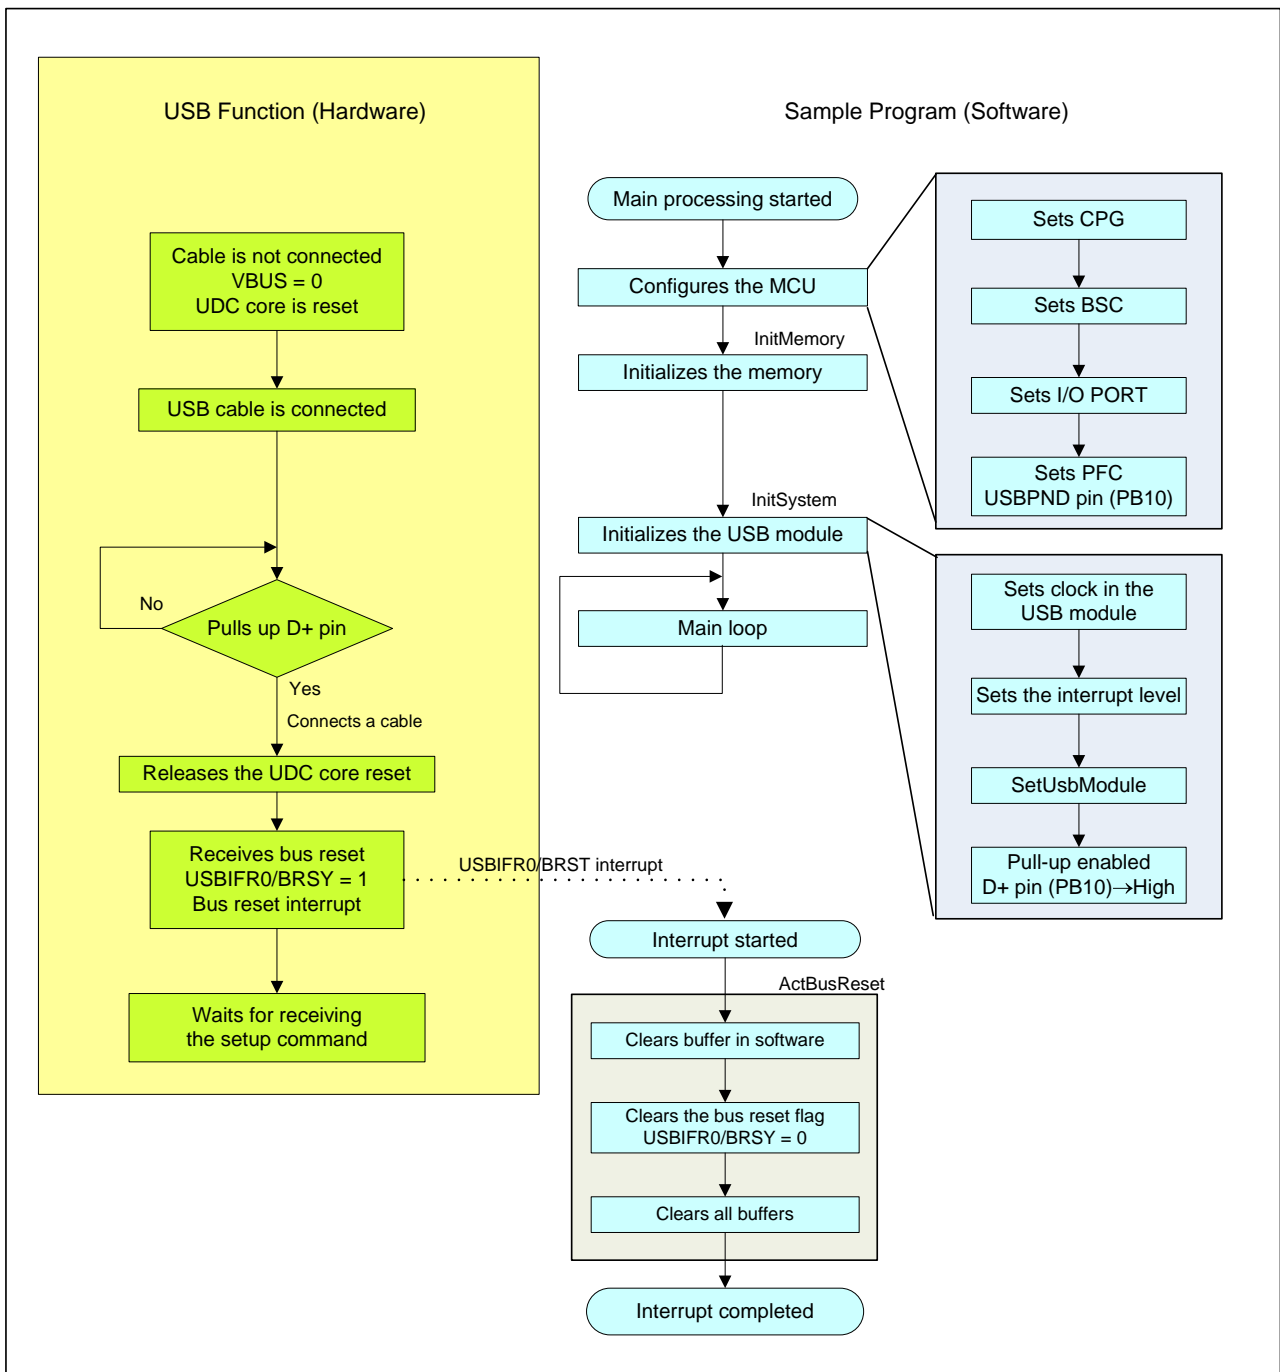 USB Function (Hardware)
Cable is not connected
VBUS = 0
UDC core is reset
USB cable is connected
No
Pulls up D+ pin
Yes
Connects a cable
Releases the UDC core reset
Receives bus reset
USBIFR0/BRSY = 1
Bus reset interrupt
Waits for receiving
the setup command
USBIFR0/BRST interrupt
Sample Program (Software)
Main processing started
Configures the MCU
InitMemory
Initializes the memory
InitSystem
Initializes the USB module
Main loop
Sets CPG
Sets BSC
Sets I/O PORT
Sets PFC
USBPND pin (PB10)
Sets clock in the
USB module
Sets the interrupt level
SetUsbModule
Pull-up enabled
D+ pin (PB10)→High
Interrupt started
ActBusReset
Clears buffer in software
Clears the bus reset flag
USBIFR0/BRSY = 0
Clears all buffers
Interrupt completed